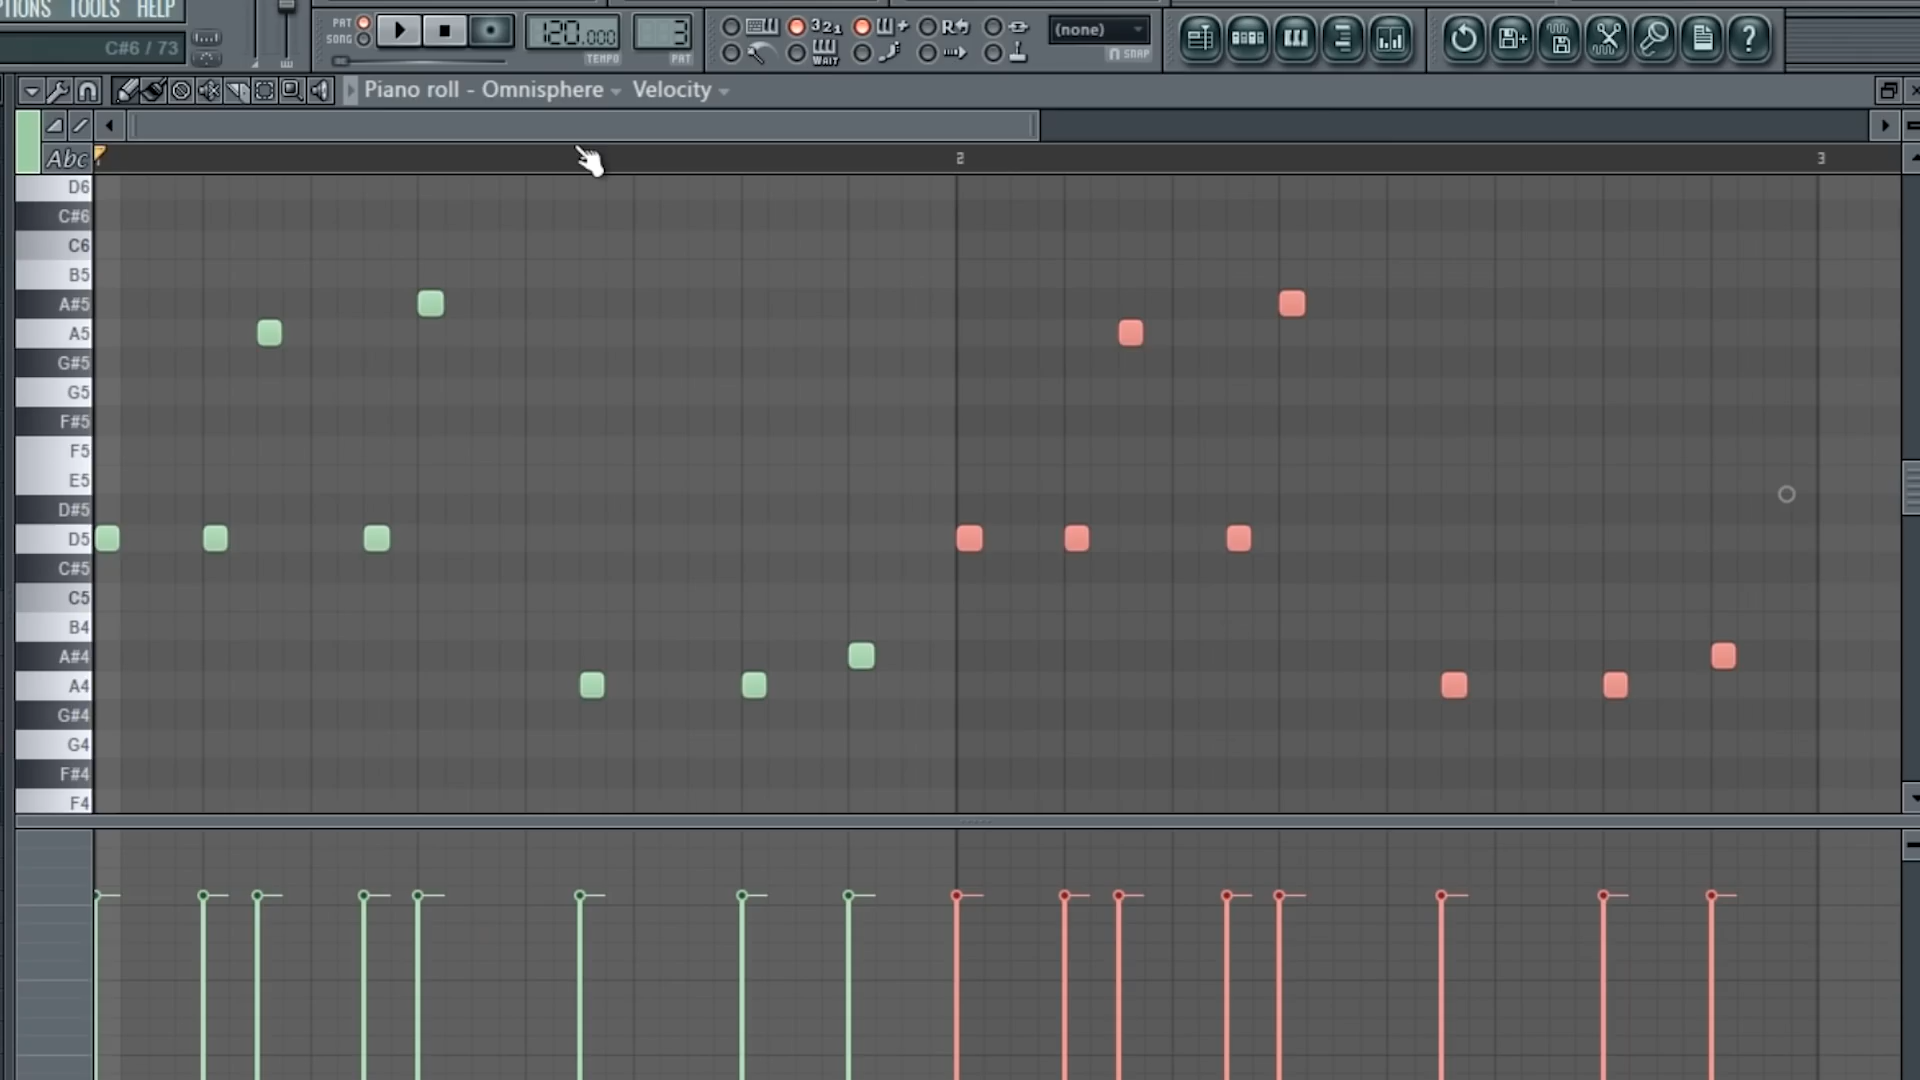 TIONS TOOLS HELP
C#6 / 73
PAT
SONG
120.000
TEMPO
3
PAT
321
WAIT
R
(none)
SNAP
?
Piano roll - Omnisphere Velocity
Abc
2
3
D6
C#6
C6
B5
A#5
A5
G#5
G5
F#5
F5
E5
D#5
D5
C#5
C5
B4
A#4
A4
G#4
G4
F#4
F4